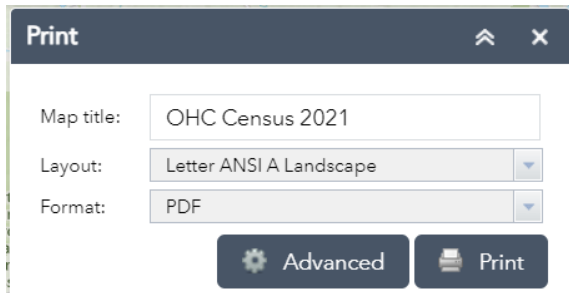 Print
Map title: OHC Census 2021
Layout: Letter ANSI A Landscape
Format: PDF
Advanced Print